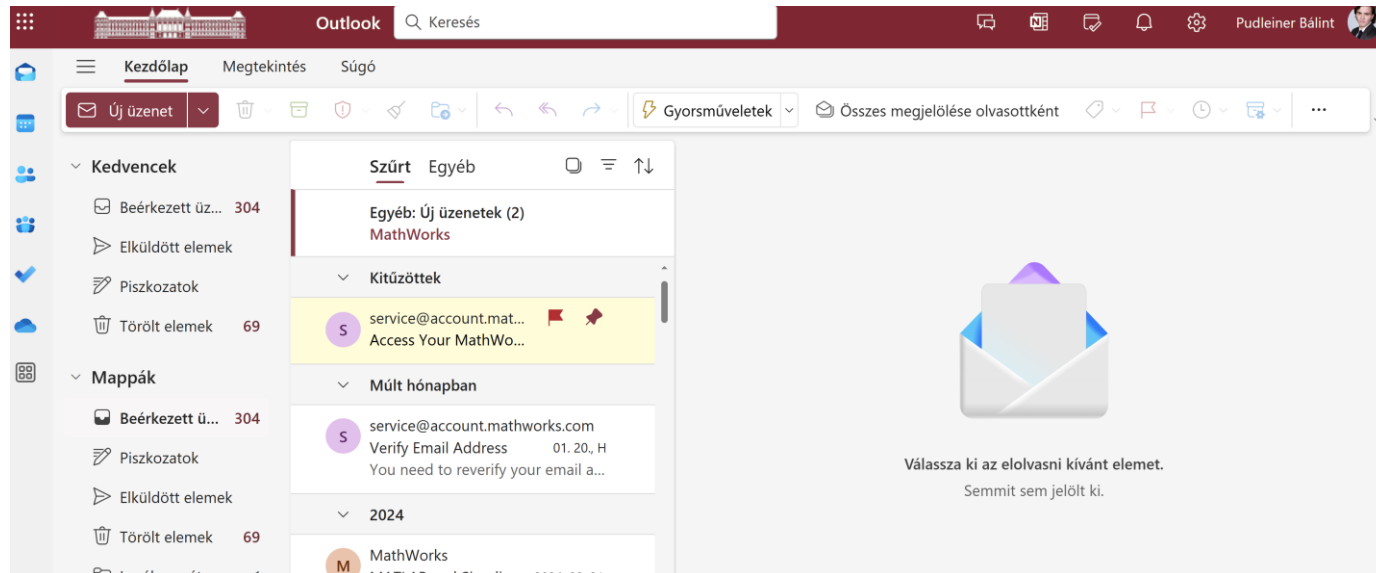 Outlook
Keresés
Pudleiner Bálint
Kezdőlap Megtekintés Súgó
Új üzenet Gyorsműveletek Összes megjelölése olvasottként
Kedvencek
Beérkezett üz... 304
Elküldött elemek
Piszkozatok
Törölt elemek 69
Mappák
Beérkezett ü... 304
Piszkozatok
Elküldött elemek
Törölt elemek 69
Szűrt Egyéb
Egyéb: Új üzenetek (2)
MathWorks
Kitűzöttek
S
service@account.mat...
Access Your MathWo...
Múlt hónapban
S
service@account.mathworks.com
Verify Email Address 01. 20., H
You need to reverify your email a...
2024
M
MathWorks
Válassza ki az elolvasni kívánt elemet.
Semmit sem jelölt ki.